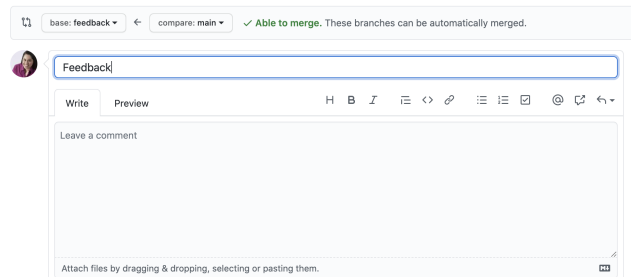 base: feedback compare: main Able to merge. These branches can be automatically merged.
Feedback
Write Preview H B I @
Leave a comment
Attach files by dragging & dropping, selecting or pasting them.